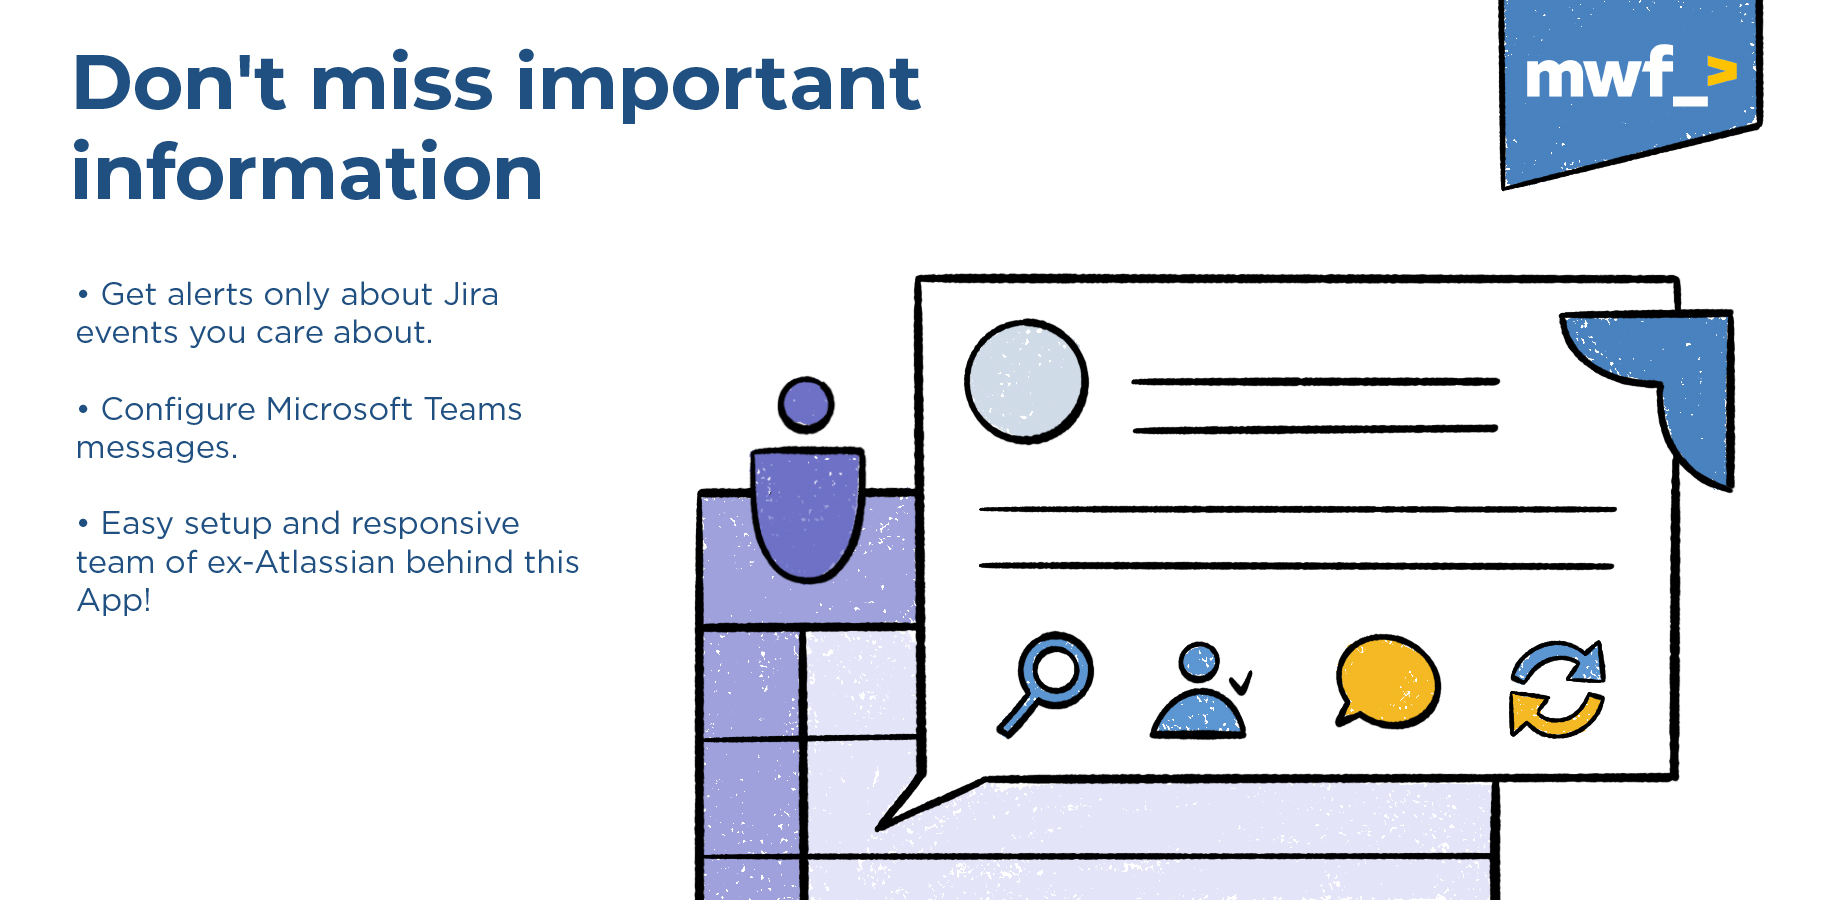 Don't miss important
information
mwf_>
• Get alerts only about Jira
events you care about.
• Configure Microsoft Teams
messages.
• Easy setup and responsive
team of ex-Atlassian behind this
App!